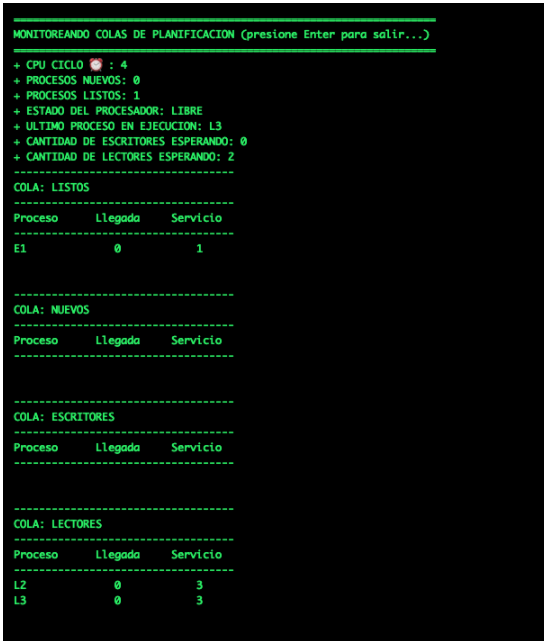 ==========================================================
MONITOREANDO COLAS DE PLANIFICACION (presione Enter para salir...)
==========================================================
+ CPU CICLO ⏰ : 4
+ PROCESOS NUEVOS: 0
+ PROCESOS LISTOS: 1
+ ESTADO DEL PROCESADOR: LIBRE
+ ULTIMO PROCESO EN EJECUCION: L3
+ CANTIDAD DE ESCRITORES ESPERANDO: 0
+ CANTIDAD DE LECTORES ESPERANDO: 2
-----------------------------------
COLA: LISTOS
-----------------------------------
Proceso Llegada Servicio
-----------------------------------
E1 0 1
-----------------------------------
COLA: NUEVOS
-----------------------------------
Proceso Llegada Servicio
-----------------------------------
-----------------------------------
COLA: ESCRITORES
-----------------------------------
Proceso Llegada Servicio
-----------------------------------
-----------------------------------
COLA: LECTORES
-----------------------------------
Proceso Llegada Servicio
-----------------------------------
L2 0 3
L3 0 3